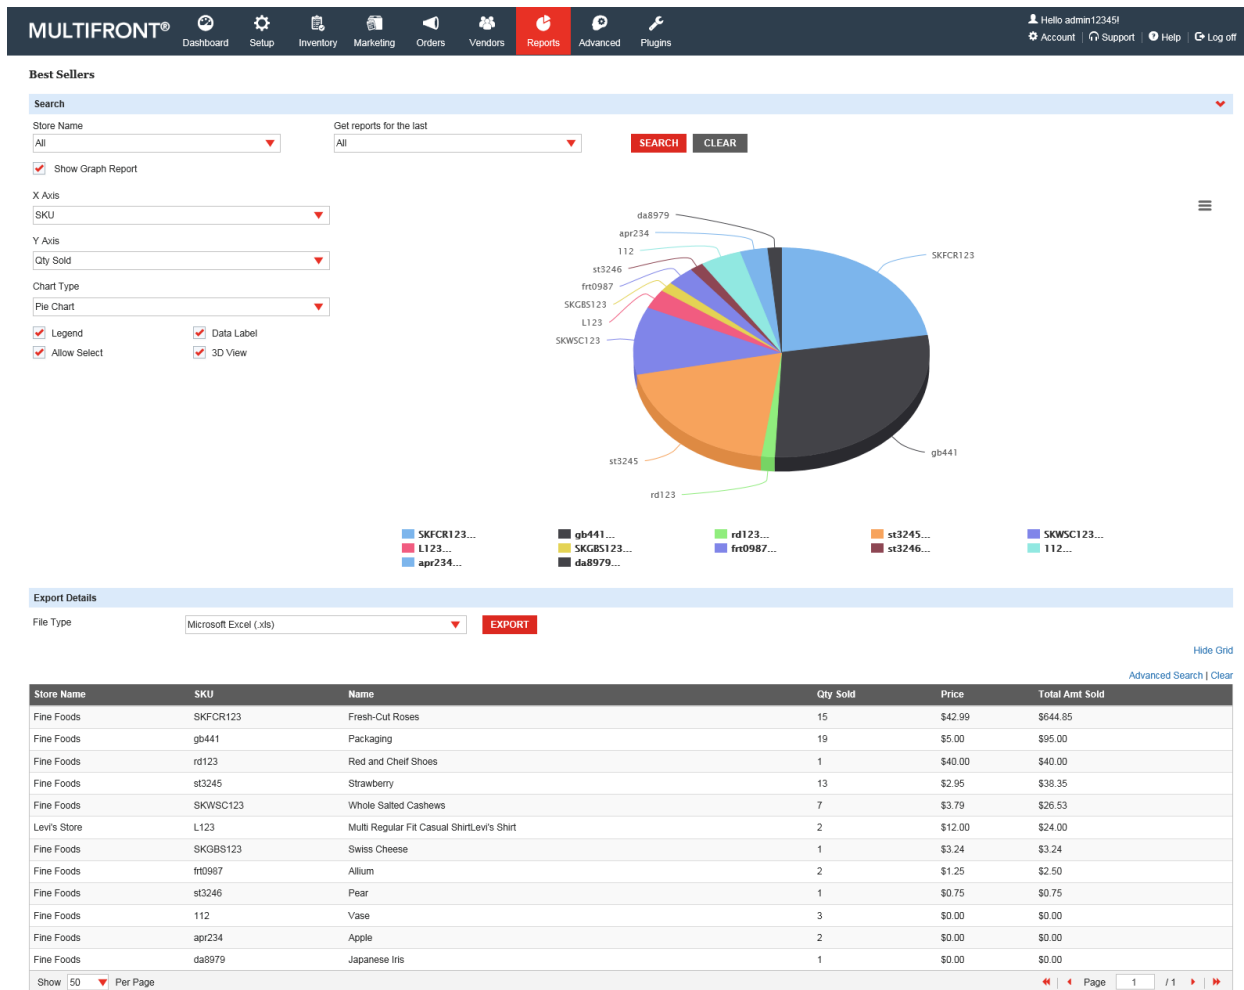 MULTIFRONT®
Dashboard Setup Inventory Marketing Orders Vendors Reports Advanced Plugins
Hello admin12345!
Account | Support | Help | Log off
Best Sellers
Search
Store Name Get reports for the last
All All SEARCH CLEAR
Show Graph Report
X Axis
SKU
Y Axis
Qty Sold
Chart Type
Pie Chart
Legend Data Label
Allow Select 3D View
da8979
apr234
112
SKFCR123
st3246
frt0987
SKGBS123
L123
SKWSC123
gb441
st3245
rd123
SKFCR123... gb441... rd123... st3245... SKWSC123...
L123... SKGBS123... frt0987... st3246... 112...
apr234... da8979...
Export Details
File Type Microsoft Excel (.xls) EXPORT
Hide Grid
Advanced Search | Clear
Store Name SKU Name Qty Sold Price Total Amt Sold
Fine Foods SKFCR123 Fresh-Cut Roses 15 $42.99 $644.85
Fine Foods gb441 Packaging 19 $5.00 $95.00
Fine Foods rd123 Red and Cheif Shoes 1 $40.00 $40.00
Fine Foods st3245 Strawberry 13 $2.95 $38.35
Fine Foods SKWSC123 Whole Salted Cashews 7 $3.79 $26.53
Levi's Store L123 Multi Regular Fit Casual ShirtLevi's Shirt 2 $12.00 $24.00
Fine Foods SKGBS123 Swiss Cheese 1 $3.24 $3.24
Fine Foods frt0987 Allium 2 $1.25 $2.50
Fine Foods st3246 Pear 1 $0.75 $0.75
Fine Foods 112 Vase 3 $0.00 $0.00
Fine Foods apr234 Apple 2 $0.00 $0.00
Fine Foods da8979 Japanese Iris 1 $0.00 $0.00
Show 50 Per Page Page 1 / 1